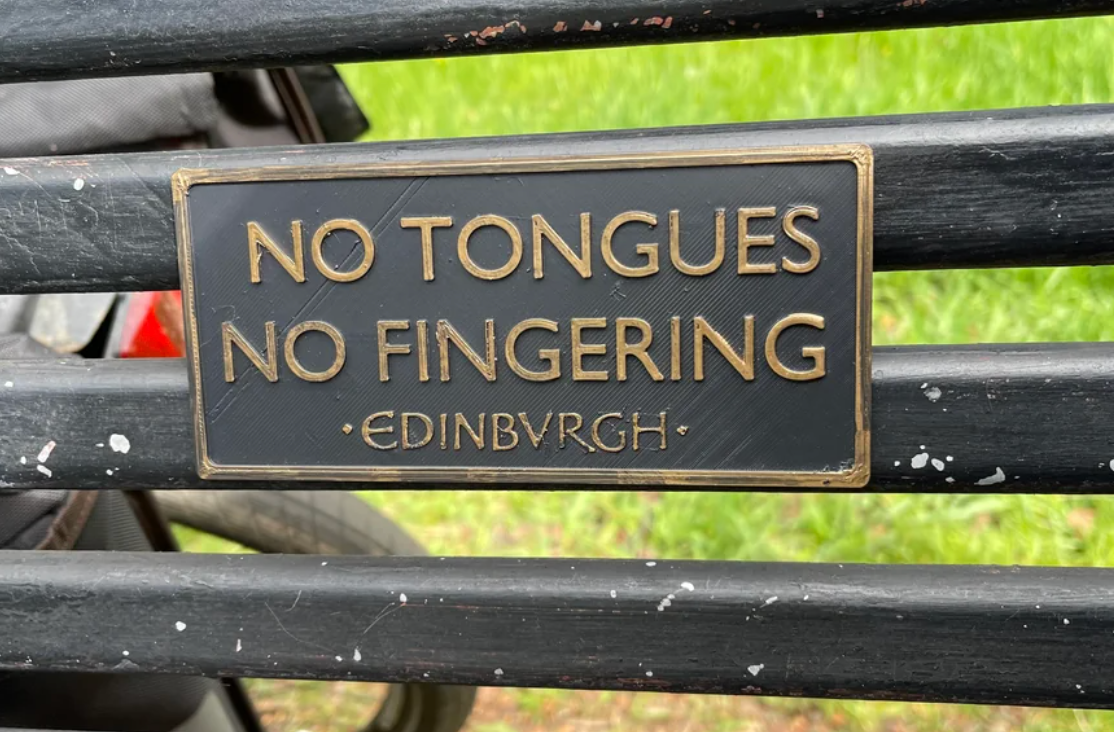 NO TONGUES
NO FINGERING
·EDINBVRGH·